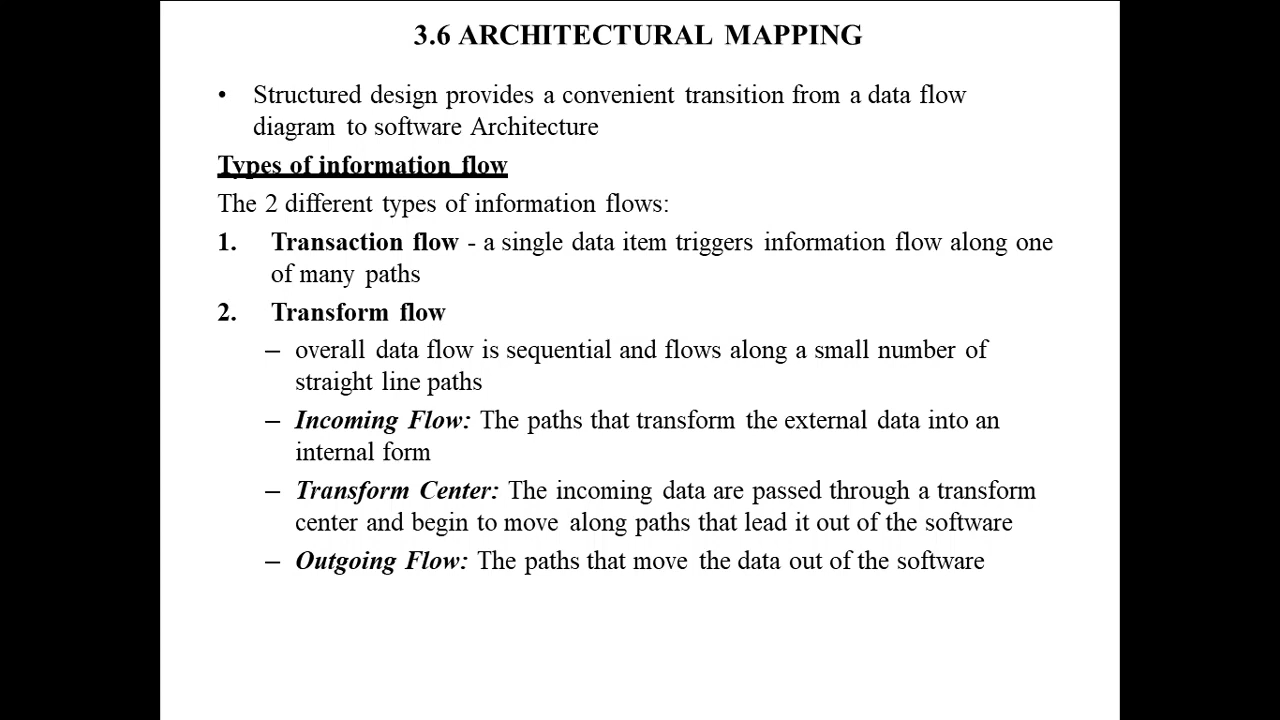 3.6 ARCHITECTURAL MAPPING
• Structured design provides a convenient transition from a data flow
diagram to software Architecture
Types of information flow
The 2 different types of information flows:
1. Transaction flow - a single data item triggers information flow along one
of many paths
2. Transform flow
– overall data flow is sequential and flows along a small number of
straight line paths
– Incoming Flow: The paths that transform the external data into an
internal form
– Transform Center: The incoming data are passed through a transform
center and begin to move along paths that lead it out of the software
– Outgoing Flow: The paths that move the data out of the software